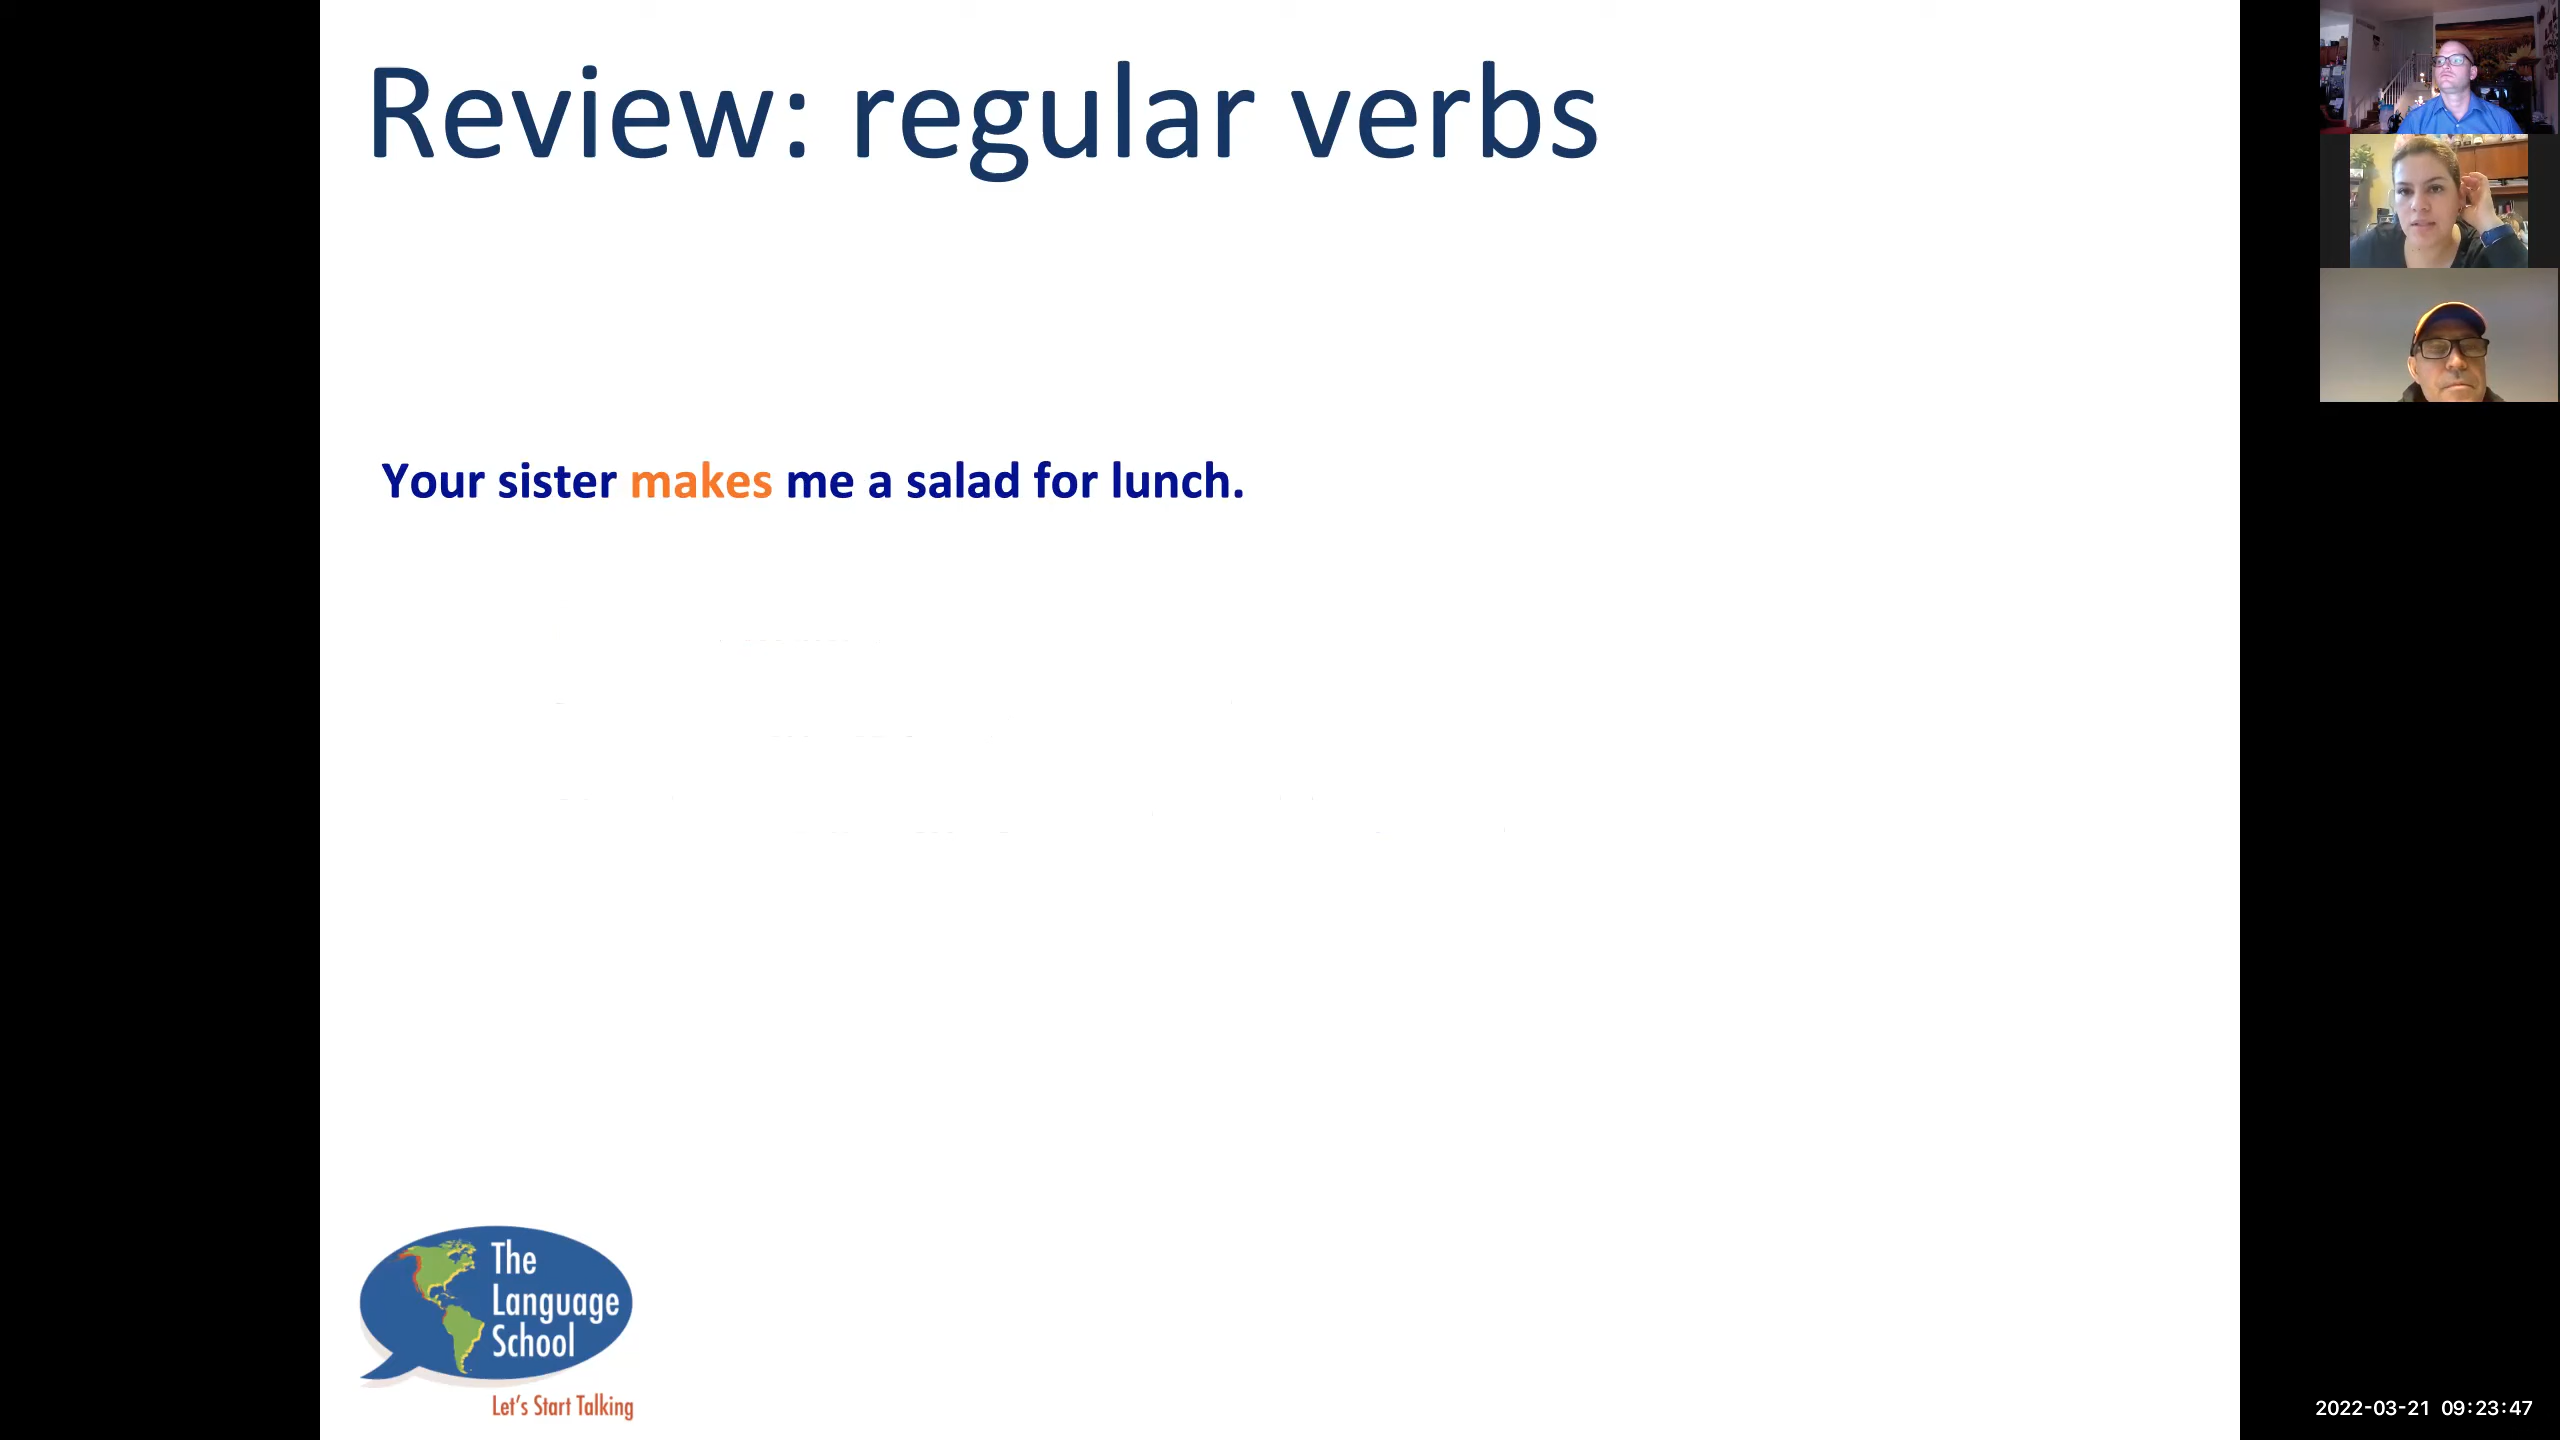 Review: regular verbs
Your sister makes me a salad for lunch.
The
Language
School
Let's Start Talking
2022-03-21 09:23:47